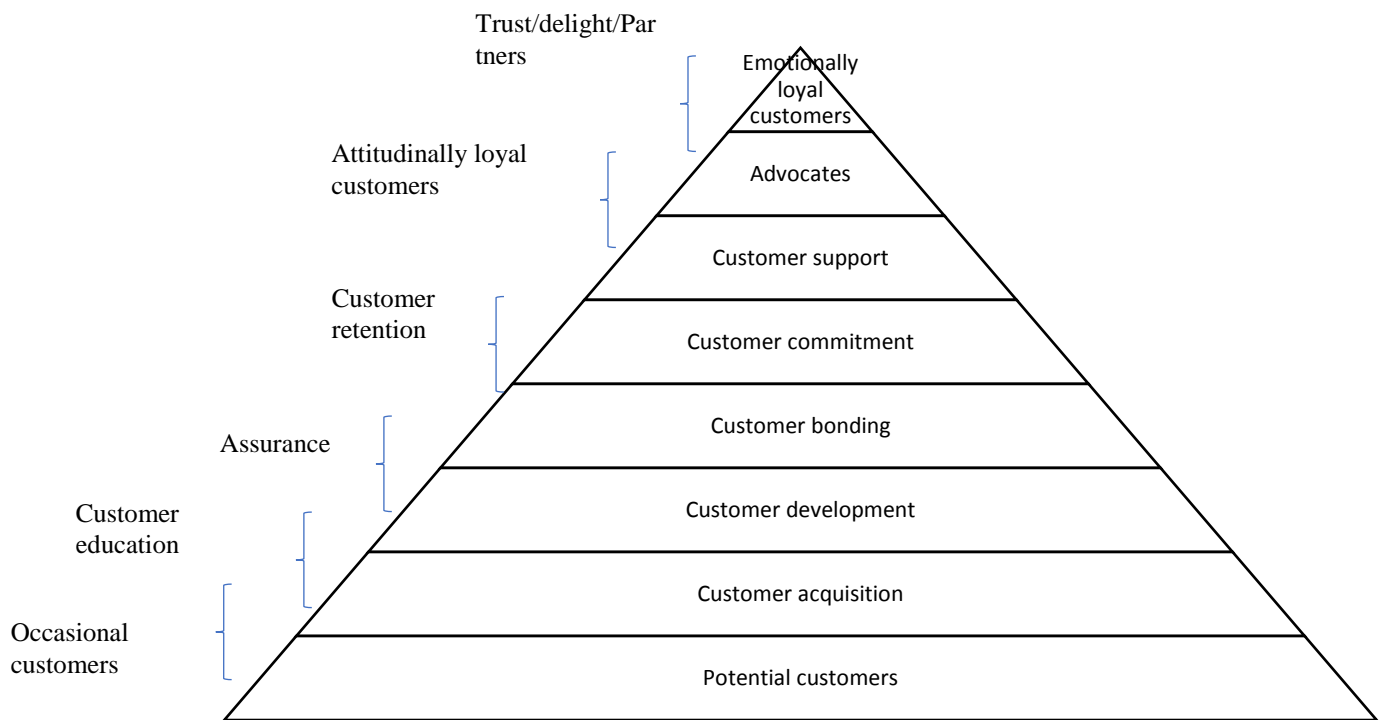 Trust/delight/Par
tners
Emotionally
loyal
customers
Attitudinally loyal
customers
Advocates
Customer support
Customer
retention
Customer commitment
Assurance
Customer bonding
Customer
education
Customer development
Customer acquisition
Occasional
customers
Potential customers